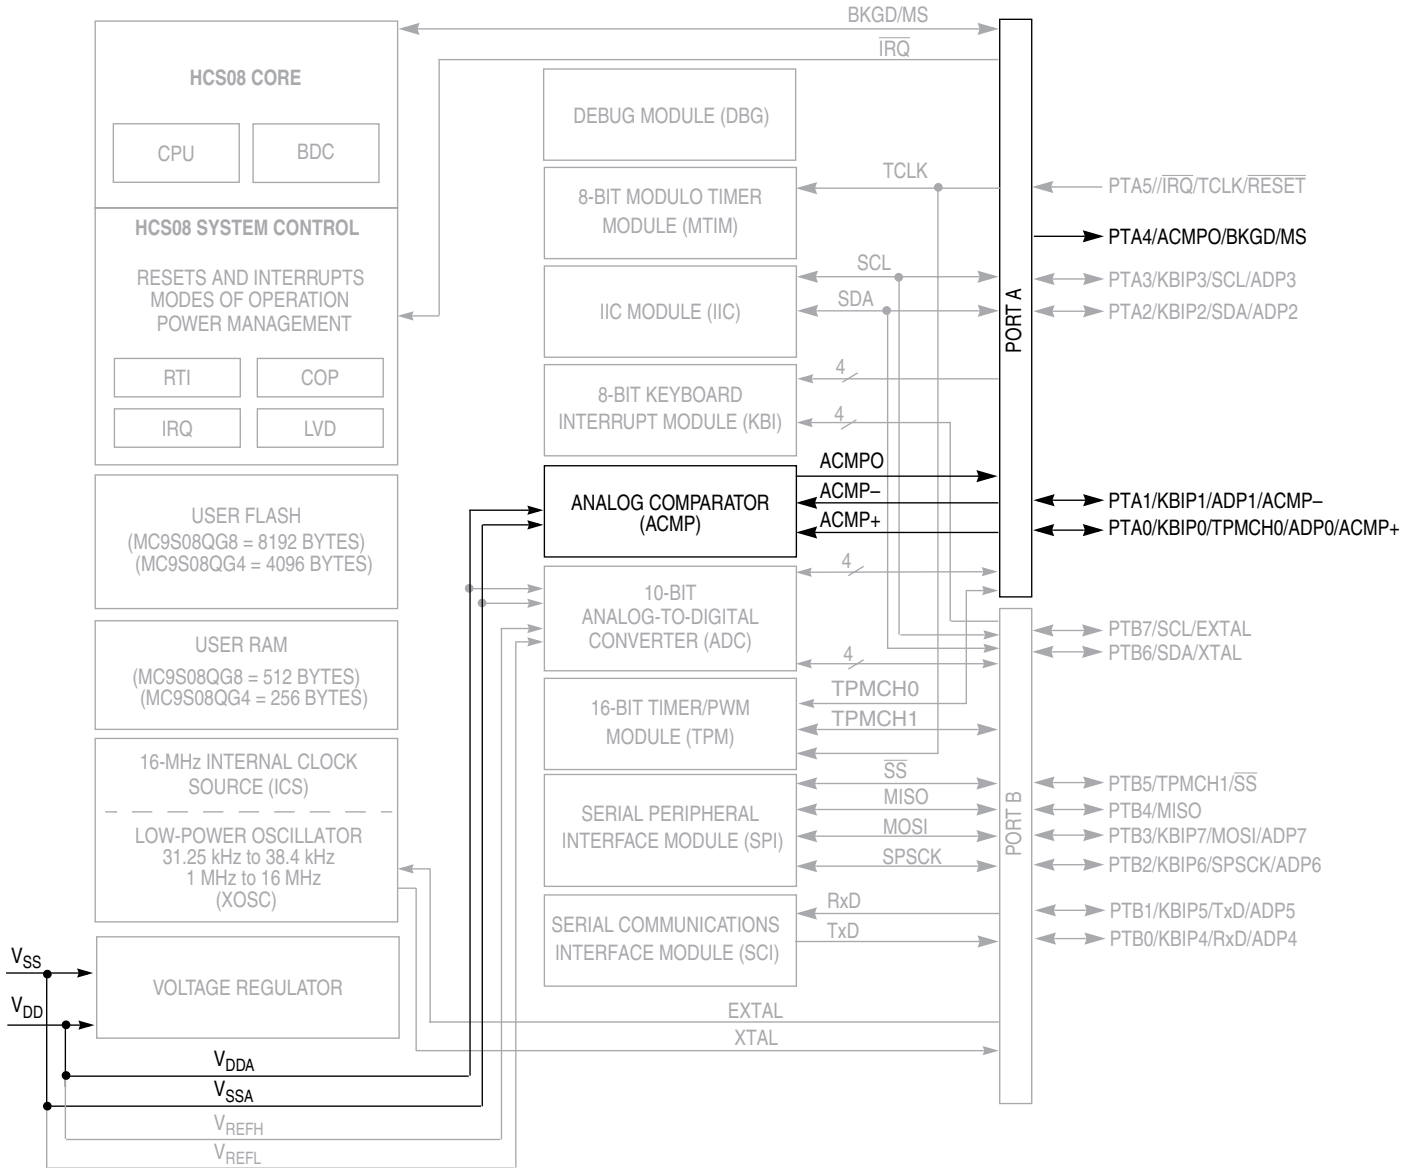 BKGD/MS
IRQ
HCS08 CORE
CPU
BDC
HCS08 SYSTEM CONTROL
RESETS AND INTERRUPTS
MODES OF OPERATION
POWER MANAGEMENT
RTI
COP
IRQ
LVD
USER FLASH
(MC9S08QG8 = 8192 BYTES)
(MC9S08QG4 = 4096 BYTES)
USER RAM
(MC9S08QG8 = 512 BYTES)
(MC9S08QG4 = 256 BYTES)
16-MHz INTERNAL CLOCK
SOURCE (ICS)
LOW-POWER OSCILLATOR
31.25 kHz to 38.4 kHz
1 MHz to 16 MHz
(XOSC)
VSS
VDD
VOLTAGE REGULATOR
VDDA
VSSA
VREFH
VREFL
DEBUG MODULE (DBG)
8-BIT MODULO TIMER
MODULE (MTIM)
TCLK
IIC MODULE (IIC)
SCL
SDA
8-BIT KEYBOARD
INTERRUPT MODULE (KBI)
4
4
ANALOG COMPARATOR
(ACMP)
ACMPO
ACMP–
ACMP+
10-BIT
ANALOG-TO-DIGITAL
CONVERTER (ADC)
4
4
16-BIT TIMER/PWM
MODULE (TPM)
TPMCH0
TPMCH1
SERIAL PERIPHERAL
INTERFACE MODULE (SPI)
SS
MISO
MOSI
SPSCK
SERIAL COMMUNICATIONS
INTERFACE MODULE (SCI)
RxD
TxD
EXTAL
XTAL
PORT A
PTA5//IRQ/TCLK/RESET
PTA4/ACMPO/BKGD/MS
PTA3/KBIP3/SCL/ADP3
PTA2/KBIP2/SDA/ADP2
PTA1/KBIP1/ADP1/ACMP–
PTA0/KBIP0/TPMCH0/ADP0/ACMP+
PORT B
PTB7/SCL/EXTAL
PTB6/SDA/XTAL
PTB5/TPMCH1/SS
PTB4/MISO
PTB3/KBIP7/MOSI/ADP7
PTB2/KBIP6/SPSCK/ADP6
PTB1/KBIP5/TxD/ADP5
PTB0/KBIP4/RxD/ADP4